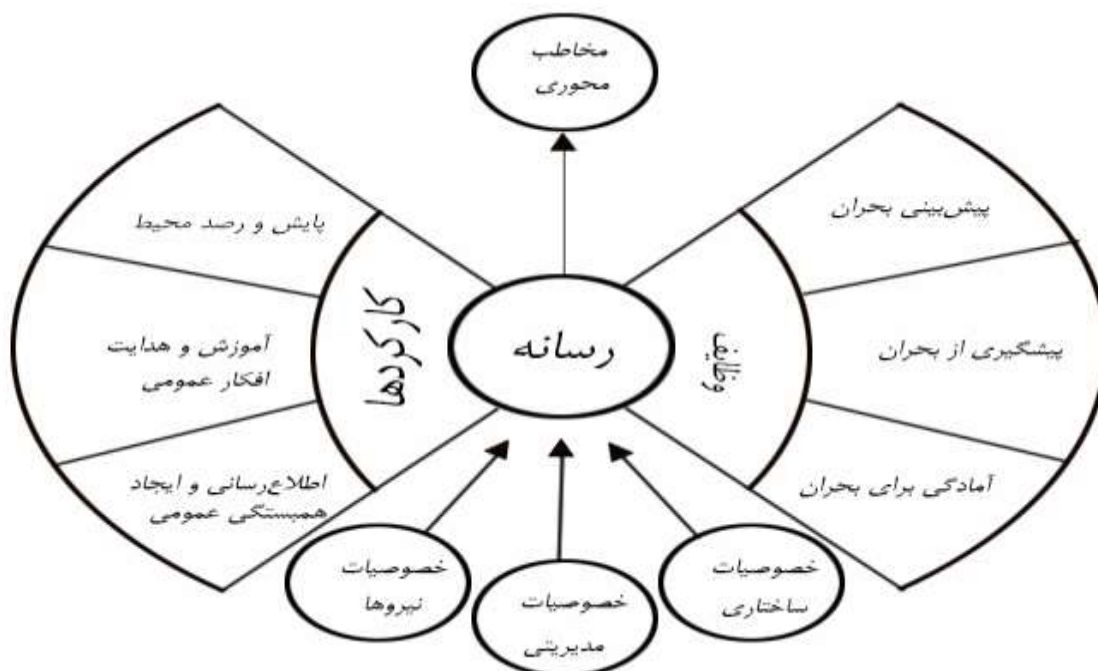 مخاطب
محوری
پیش‌بینی بحران
پیشگیری از بحران
آمادگی برای بحران
وظایف
رسانه
کارکردها
پایش و رصد محیط
آموزش و هدایت
افکار عمومی
اطلاع‌رسانی و ایجاد
همبستگی عمومی
خصوصیات
ساختاری
خصوصیات
مدیریتی
خصوصیات
نیروها